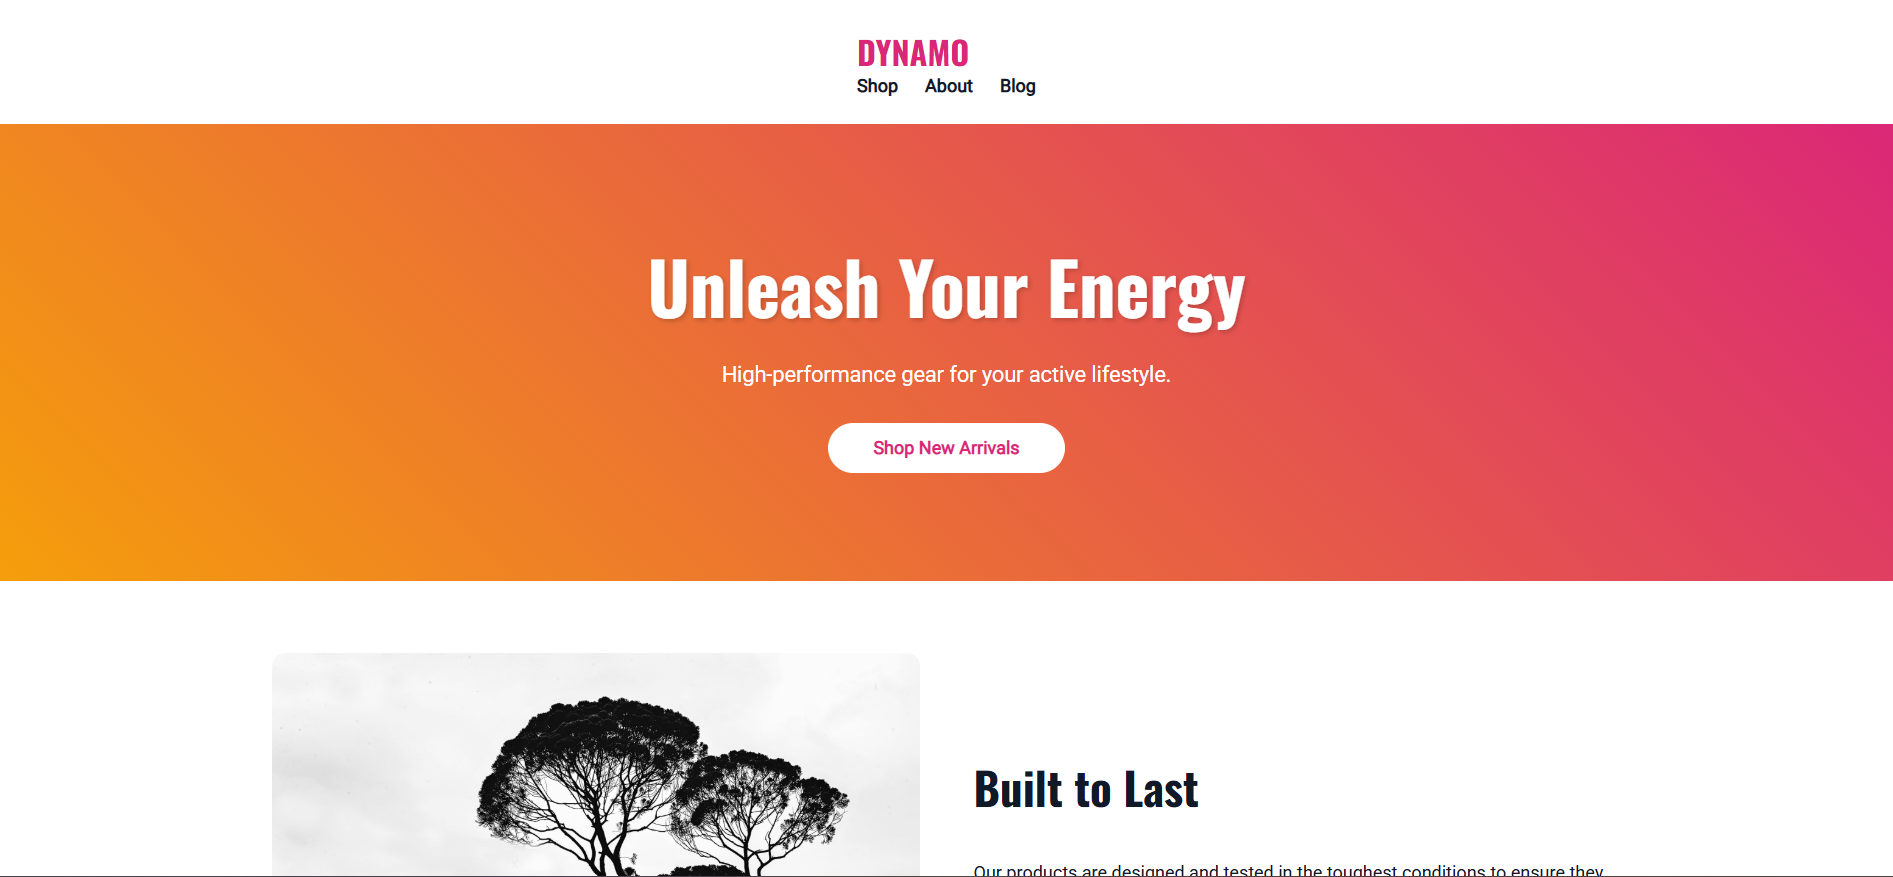 DYNAMO
Shop About Blog
Unleash Your Energy
High-performance gear for your active lifestyle.
Shop New Arrivals
Built to Last
Our products are designed and tested in the toughest conditions to ensure they